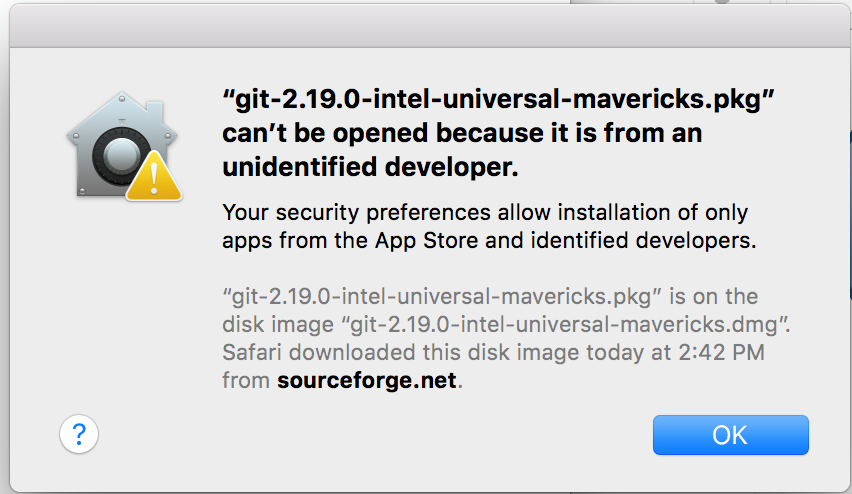 “git-2.19.0-intel-universal-mavericks.pkg”
can’t be opened because it is from an
unidentified developer.
Your security preferences allow installation of only
apps from the App Store and identified developers.
“git-2.19.0-intel-universal-mavericks.pkg” is on the
disk image “git-2.19.0-intel-universal-mavericks.dmg”.
Safari downloaded this disk image today at 2:42 PM
from sourceforge.net.
?
OK